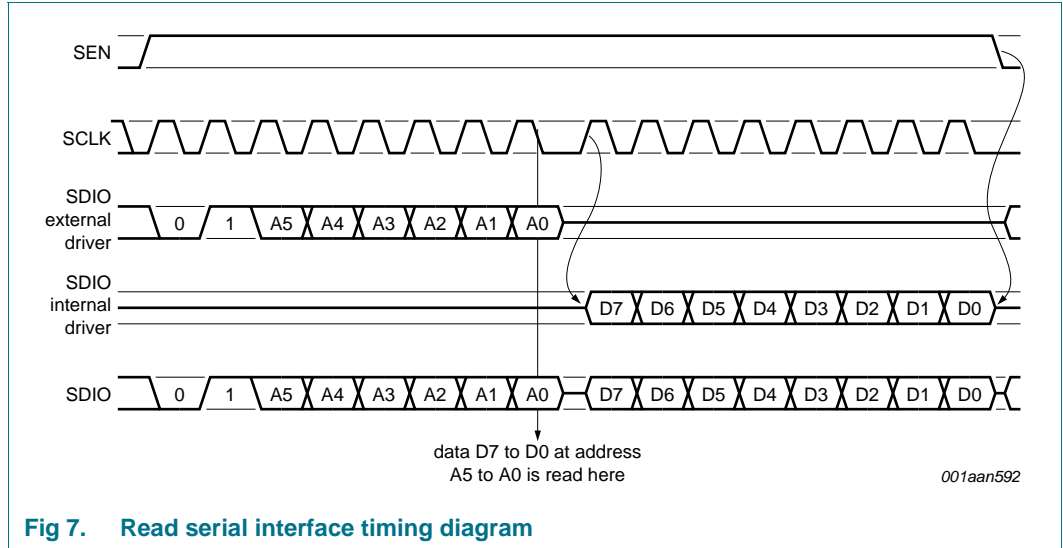 SEN
SCLK
SDIO
external
driver
0 1 A5 A4 A3 A2 A1 A0
SDIO
internal
driver
D7 D6 D5 D4 D3 D2 D1 D0
SDIO
0 1 A5 A4 A3 A2 A1 A0 D7 D6 D5 D4 D3 D2 D1 D0
data D7 to D0 at address
A5 to A0 is read here
001aan592
Fig 7. Read serial interface timing diagram